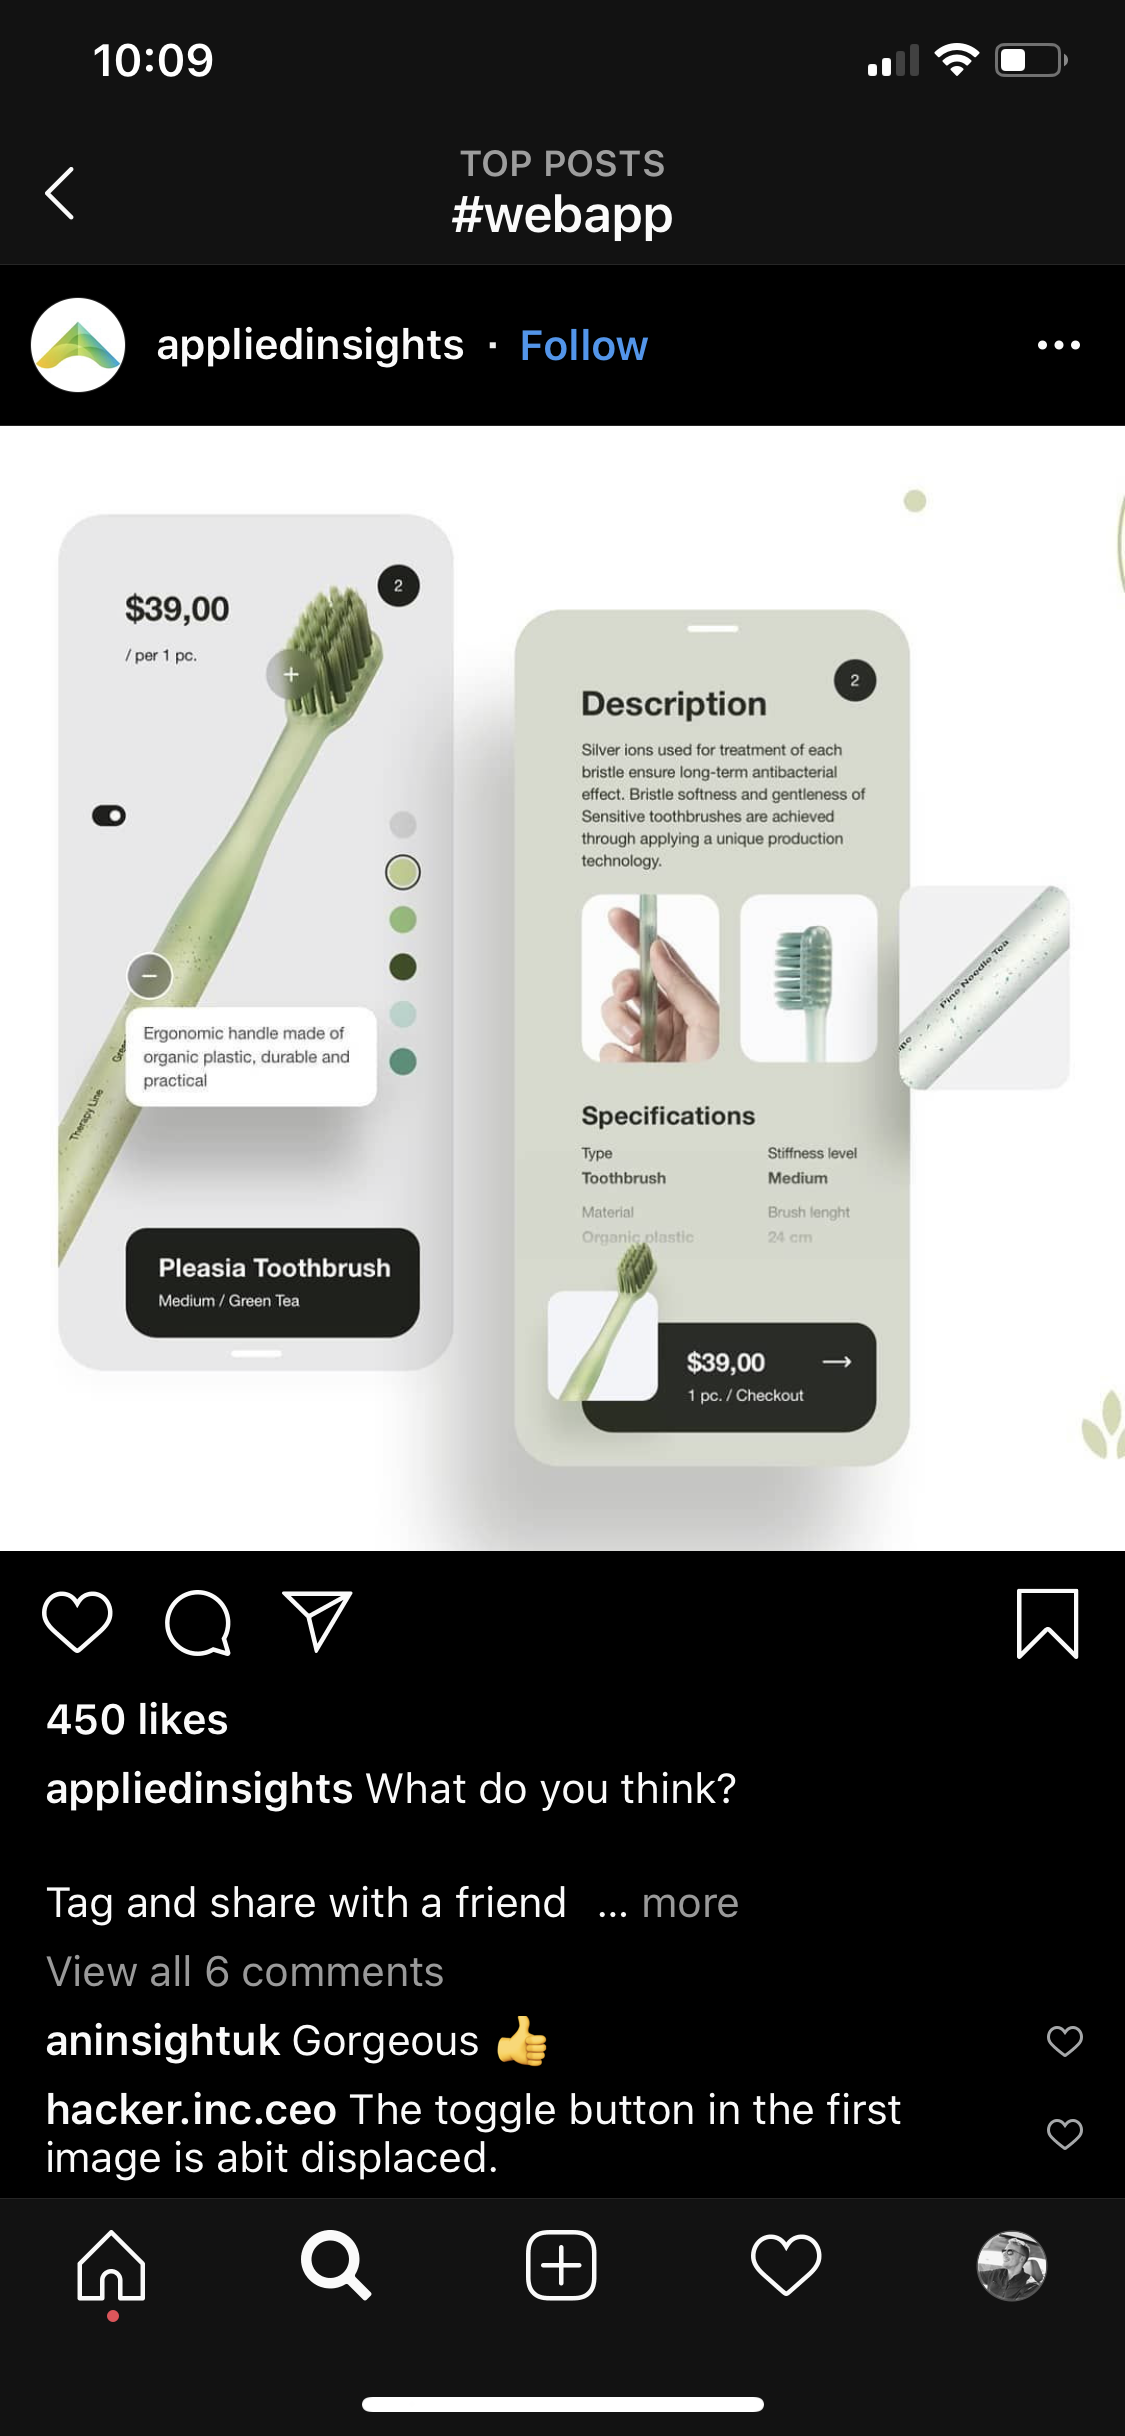 10:09
TOP POSTS
#webapp
appliedinsights · Follow
$39,00
2
/ per 1 pc.
+
−
Ergonomic handle made of
organic plastic, durable and
practical
Therapy Line
Pleasia Toothbrush
Medium / Green Tea
Description
2
Silver ions used for treatment of each
bristle ensure long-term antibacterial
effect. Bristle softness and gentleness of
Sensitive toothbrushes are achieved
through applying a unique production
technology.
Pine Needle Tea
Specifications
Type
Stiffness level
Toothbrush
Medium
Material
Brush lenght
Organic plastic
24 cm
$39,00
1 pc. / Checkout
450 likes
appliedinsights What do you think?
Tag and share with a friend ... more
View all 6 comments
aninsightuk Gorgeous 👍
hacker.inc.ceo The toggle button in the first
image is abit displaced.